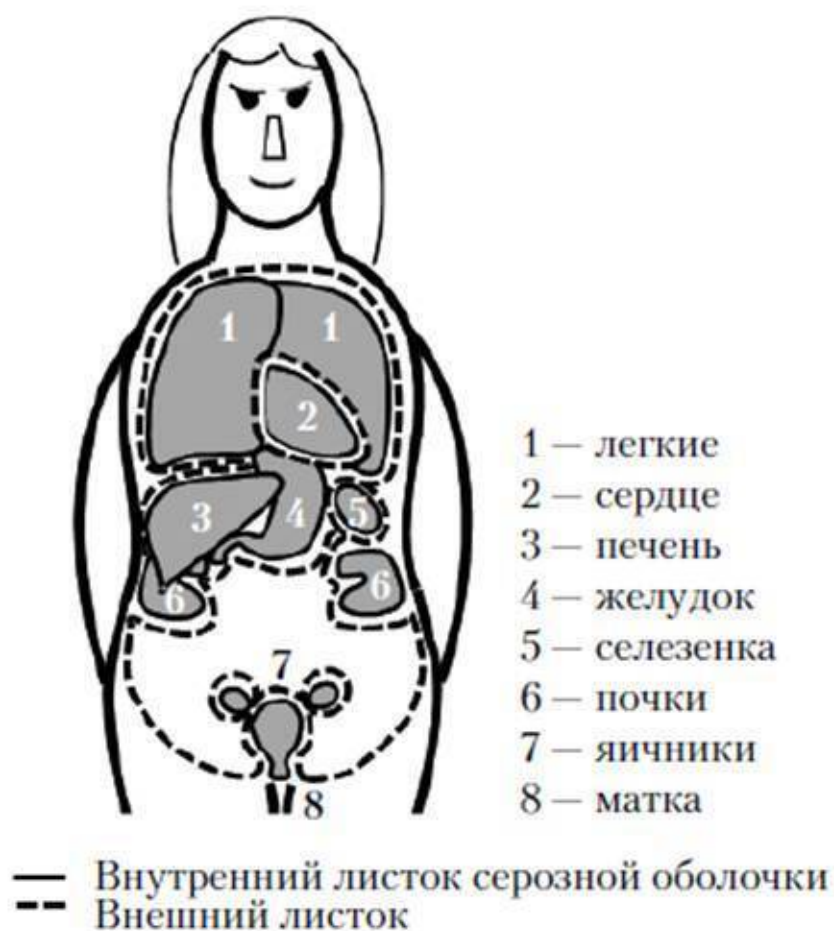 1
1
2
3
4
5
6
6
7
8
1 — легкие
2 — сердце
3 — печень
4 — желудок
5 — селезенка
6 — почки
7 — яичники
8 — матка
Внутренний листок серозной оболочки
Внешний листок